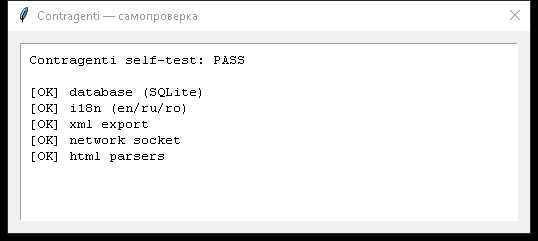 Contragenti — самопроверка
Contragenti self-test: PASS
[OK] database (SQLite)
[OK] i18n (en/ru/ro)
[OK] xml export
[OK] network socket
[OK] html parsers